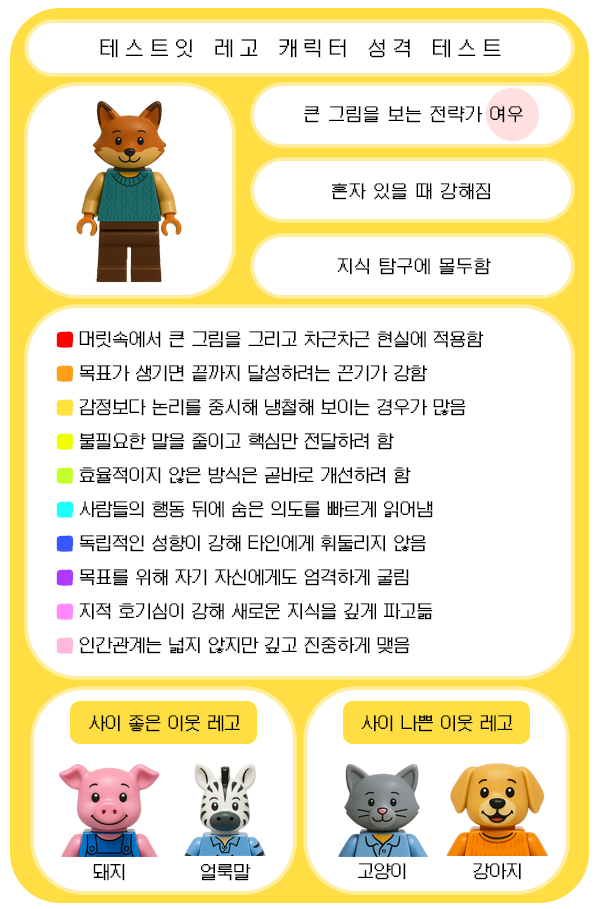 테스트잇 레고 캐릭터 성격 테스트
큰 그림을 보는 전략가 여우
혼자 있을 때 강해짐
지식 탐구에 몰두함
머릿속에서 큰 그림을 그리고 차근차근 현실에 적용함
목표가 생기면 끝까지 달성하려는 끈기가 강함
감정보다 논리를 중시해 냉철해 보이는 경우가 많음
불필요한 말을 줄이고 핵심만 전달하려 함
효율적이지 않은 방식은 곧바로 개선하려 함
사람들의 행동 뒤에 숨은 의도를 빠르게 읽어냄
독립적인 성향이 강해 타인에게 휘둘리지 않음
목표를 위해 자기 자신에게도 엄격하게 굴림
지적 호기심이 강해 새로운 지식을 깊게 파고듦
인간관계는 넓지 않지만 깊고 진중하게 맺음
사이 좋은 이웃 레고
사이 나쁜 이웃 레고
돼지
얼룩말
고양이
강아지